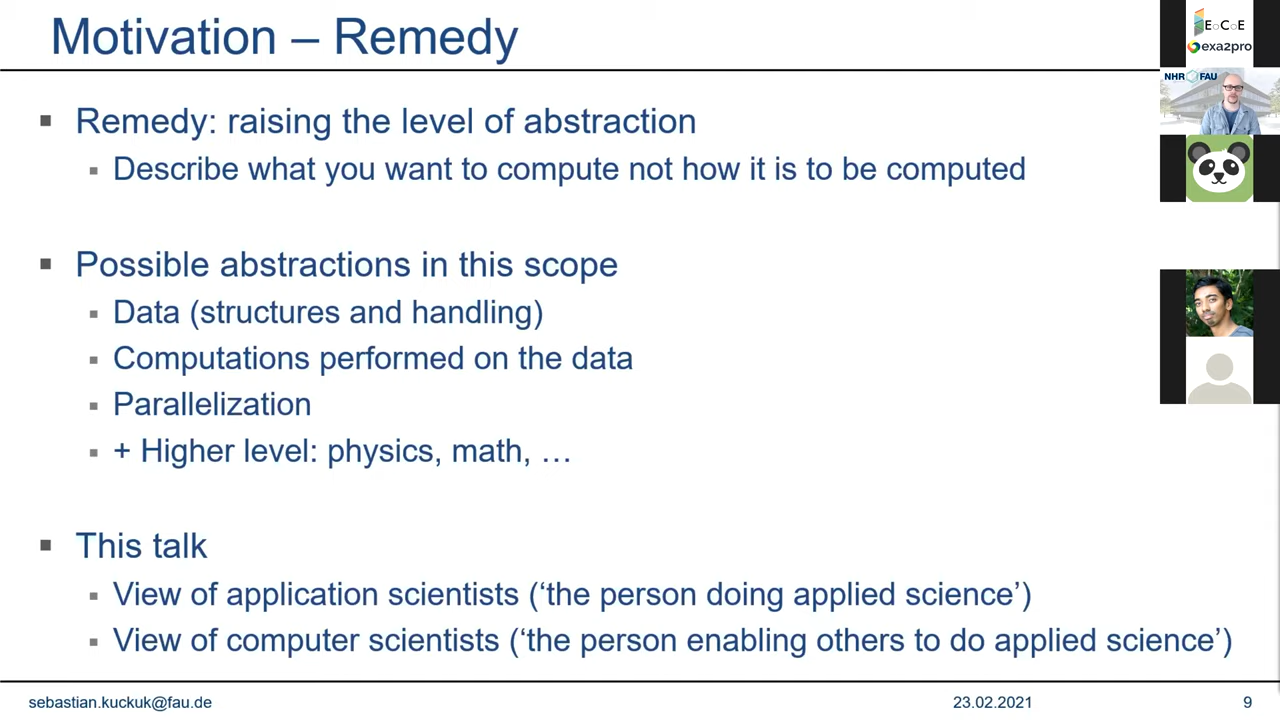 Motivation – Remedy
Remedy: raising the level of abstraction
Describe what you want to compute not how it is to be computed
Possible abstractions in this scope
Data (structures and handling)
Computations performed on the data
Parallelization
+ Higher level: physics, math, …
This talk
View of application scientists (‘the person doing applied science’)
View of computer scientists (‘the person enabling others to do applied science’)
sebastian.kuckuk@fau.de
23.02.2021
9
EoCoE
exa2pro
NHR FAU